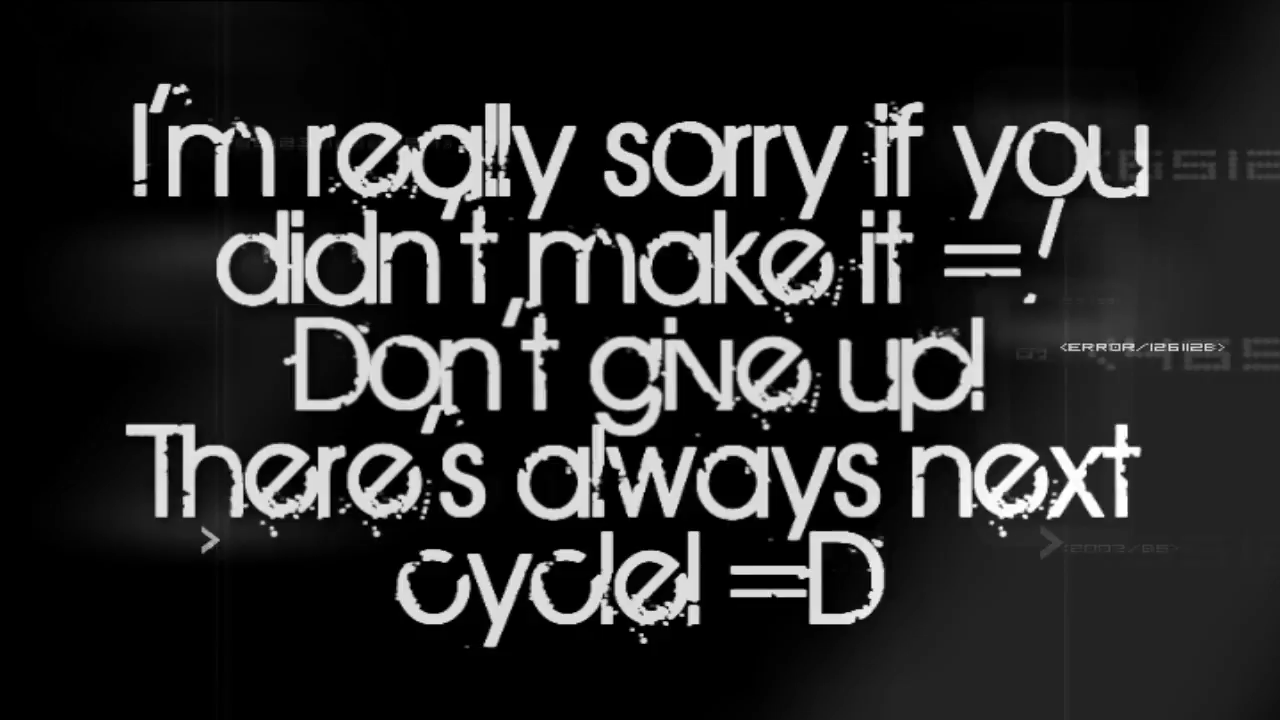 I'm really sorry if you
didn't make it ='
Don't give up!
<ERROR/1261126>
There's always next
cycle! =D